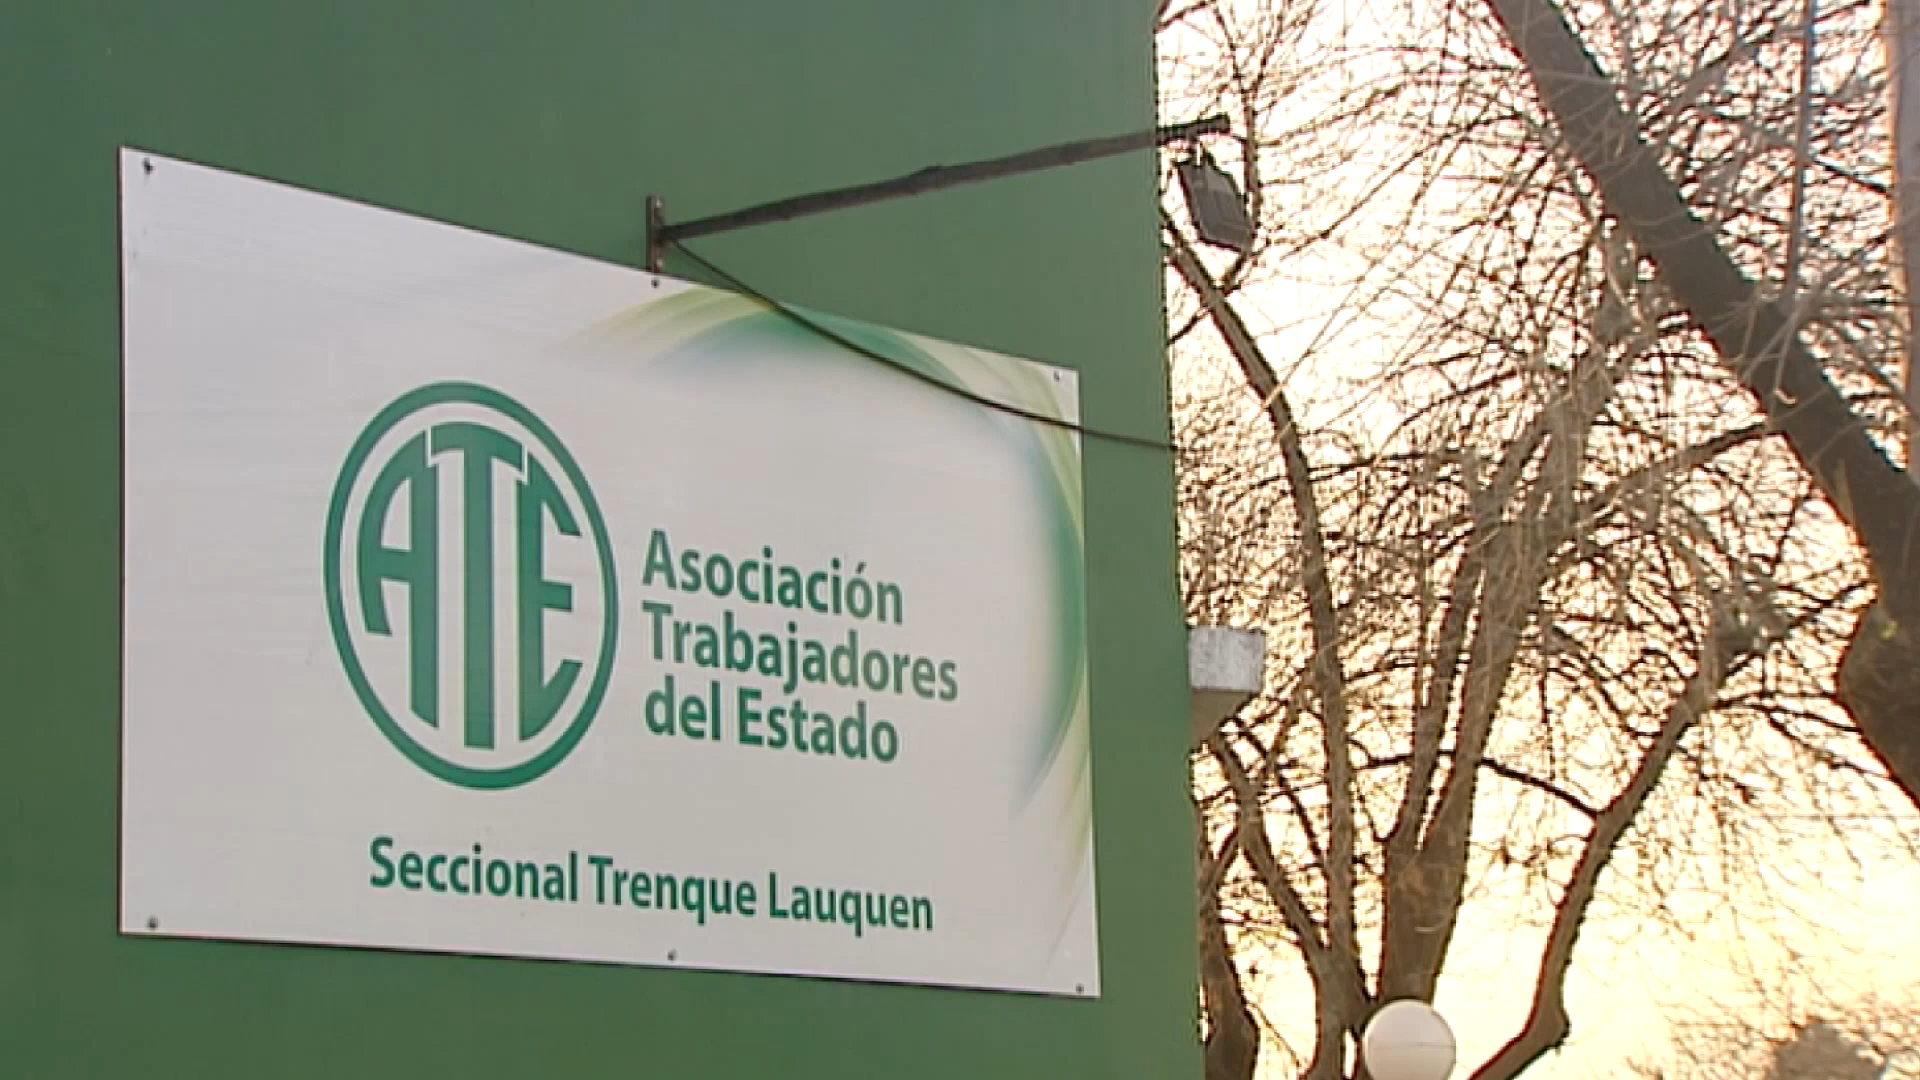 ATE
Asociación
Trabajadores
del Estado
Seccional Trenque Lauquen